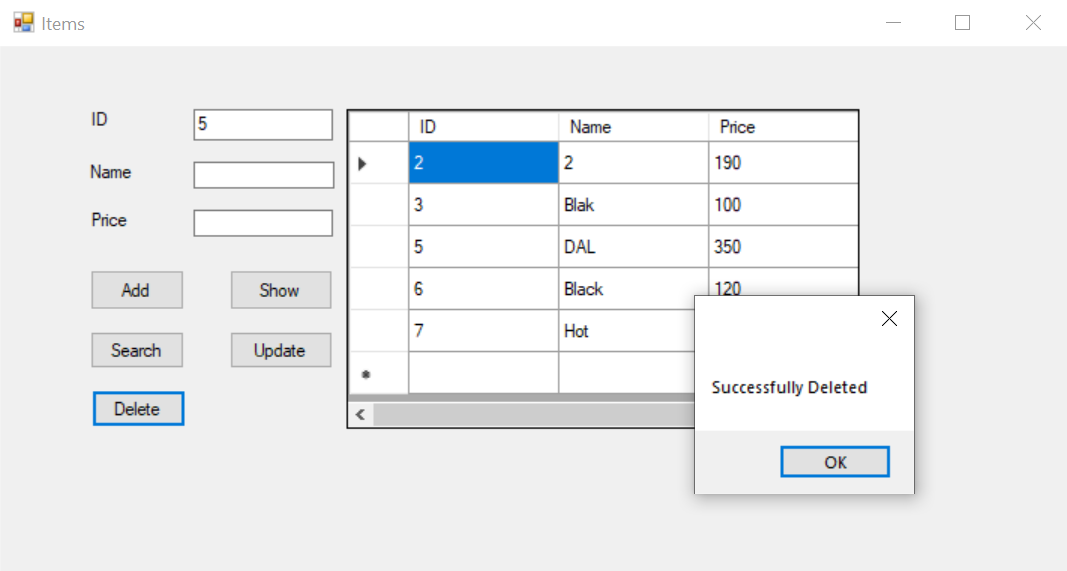 Items
ID 5
Name
Price
Add Show
Search Update
Delete
ID Name Price
2 2 190
3 Blak 100
5 DAL 350
6 Black 120
7 Hot
*
Successfully Deleted
OK